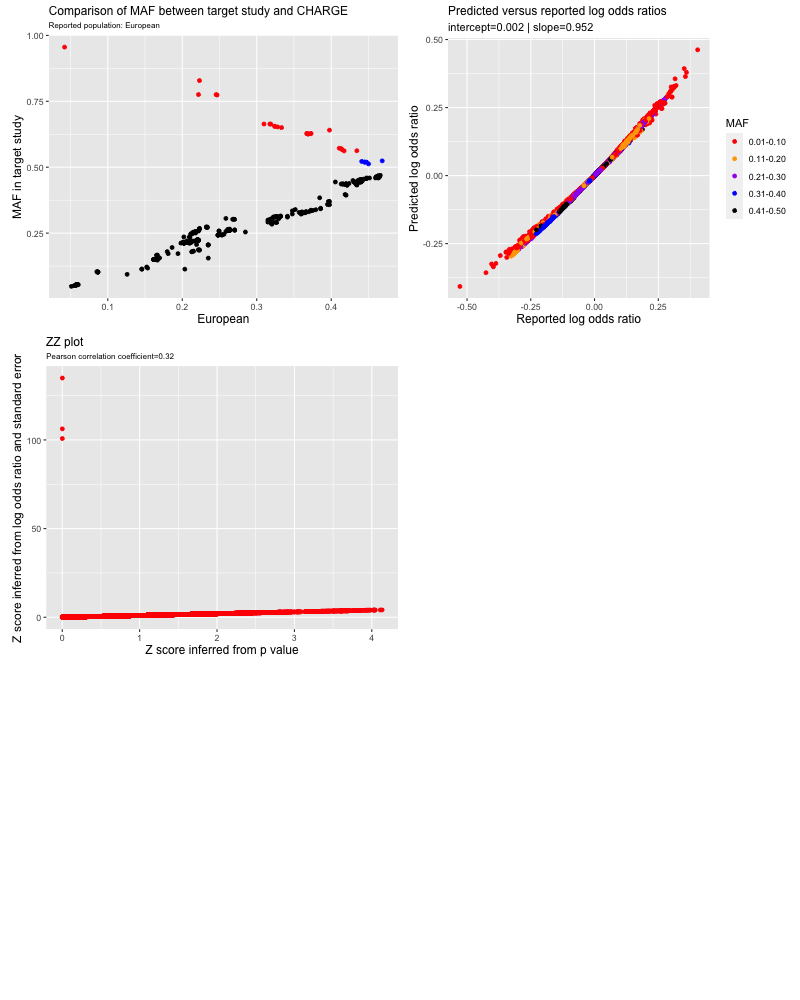 Comparison of MAF between target study and CHARGE
Reported population: European
MAF in target study
1.00
0.75
0.50
0.25
0.1
0.2
0.3
0.4
European
Predicted versus reported log odds ratios
intercept=0.002 | slope=0.952
Predicted log odds ratio
0.50
0.25
0.00
-0.25
-0.50
-0.25
0.00
0.25
Reported log odds ratio
MAF
0.01-0.10
0.11-0.20
0.21-0.30
0.31-0.40
0.41-0.50
ZZ plot
Pearson correlation coefficient=0.32
Z score inferred from log odds ratio and standard error
100
50
0
0
1
2
3
4
Z score inferred from p value